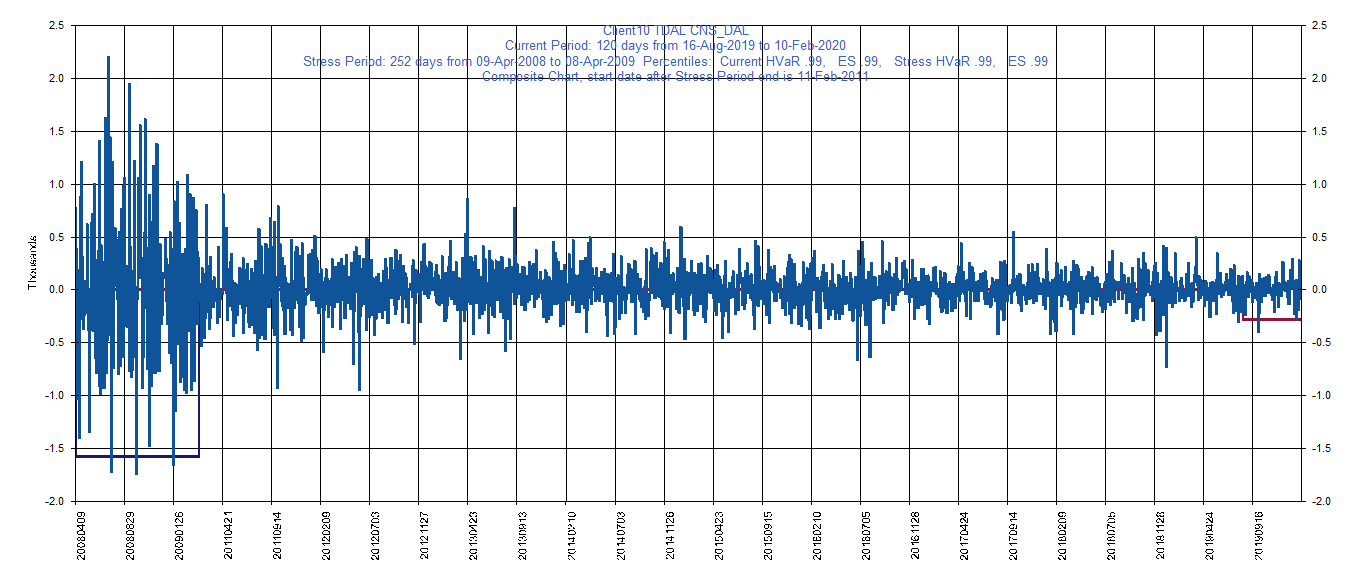 Client10 TDAL CNS_DAL
Current Period: 120 days from 16-Aug-2019 to 10-Feb-2020
Stress Period: 252 days from 09-Apr-2008 to 08-Apr-2009 Percentiles: Current HVaR .99, ES .99, Stress HVaR .99, ES .99
Composite Chart, start date after Stress Period end is 11-Feb-2011
2.5 2.5
2.0 2.0
1.5 1.5
1.0 1.0
0.5 0.5
Thousands
0.0 0.0
-0.5 -0.5
-1.0 -1.0
-1.5 -1.5
-2.0 -2.0
20080409 20080829 20090126 20110421 20110914 20120209 20120703 20121127 20130423 20130913 20140210 20140703 20141126 20150423 20150915 20160210 20160705 20161128 20170424 20170914 20180209 20180705 20181128 20190424 20190916